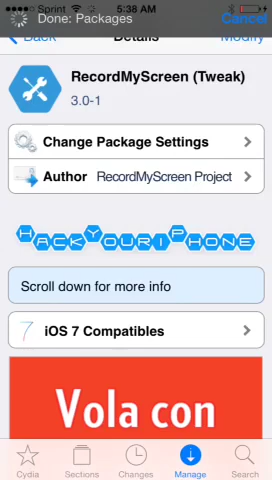 Sprint 5:38 AM
Done: Packages Cancel
Back Details Modify
RecordMyScreen (Tweak)
3.0-1
Change Package Settings
Author RecordMyScreen Project
HackYouriPhone
Scroll down for more info
7 iOS 7 Compatibles
Vola con
Cydia Sections Changes Manage Search